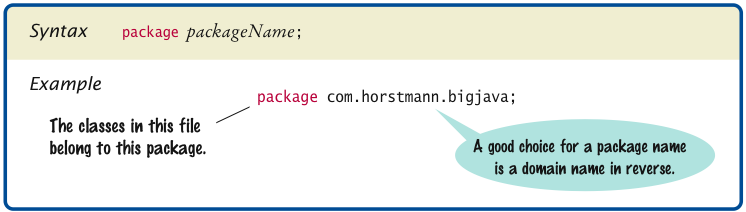 Syntax package packageName;
Example
package com.horstmann.bigjava;
The classes in this file
belong to this package.
A good choice for a package name
is a domain name in reverse.